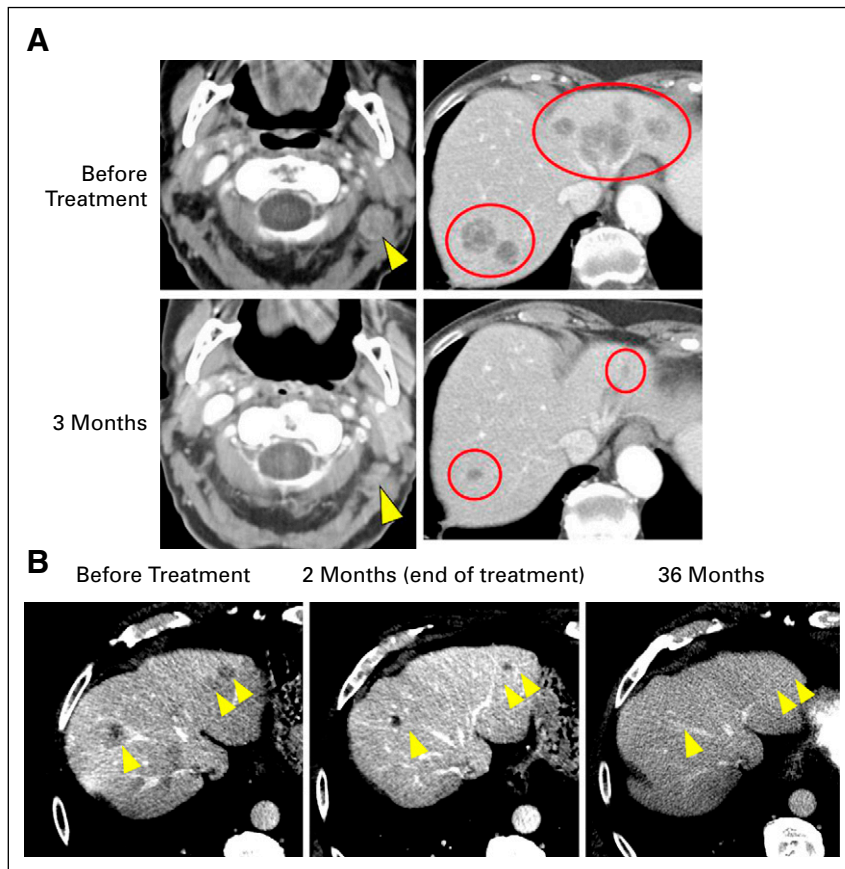 A
Before
Treatment
3 Months
B
Before Treatment
2 Months (end of treatment)
36 Months